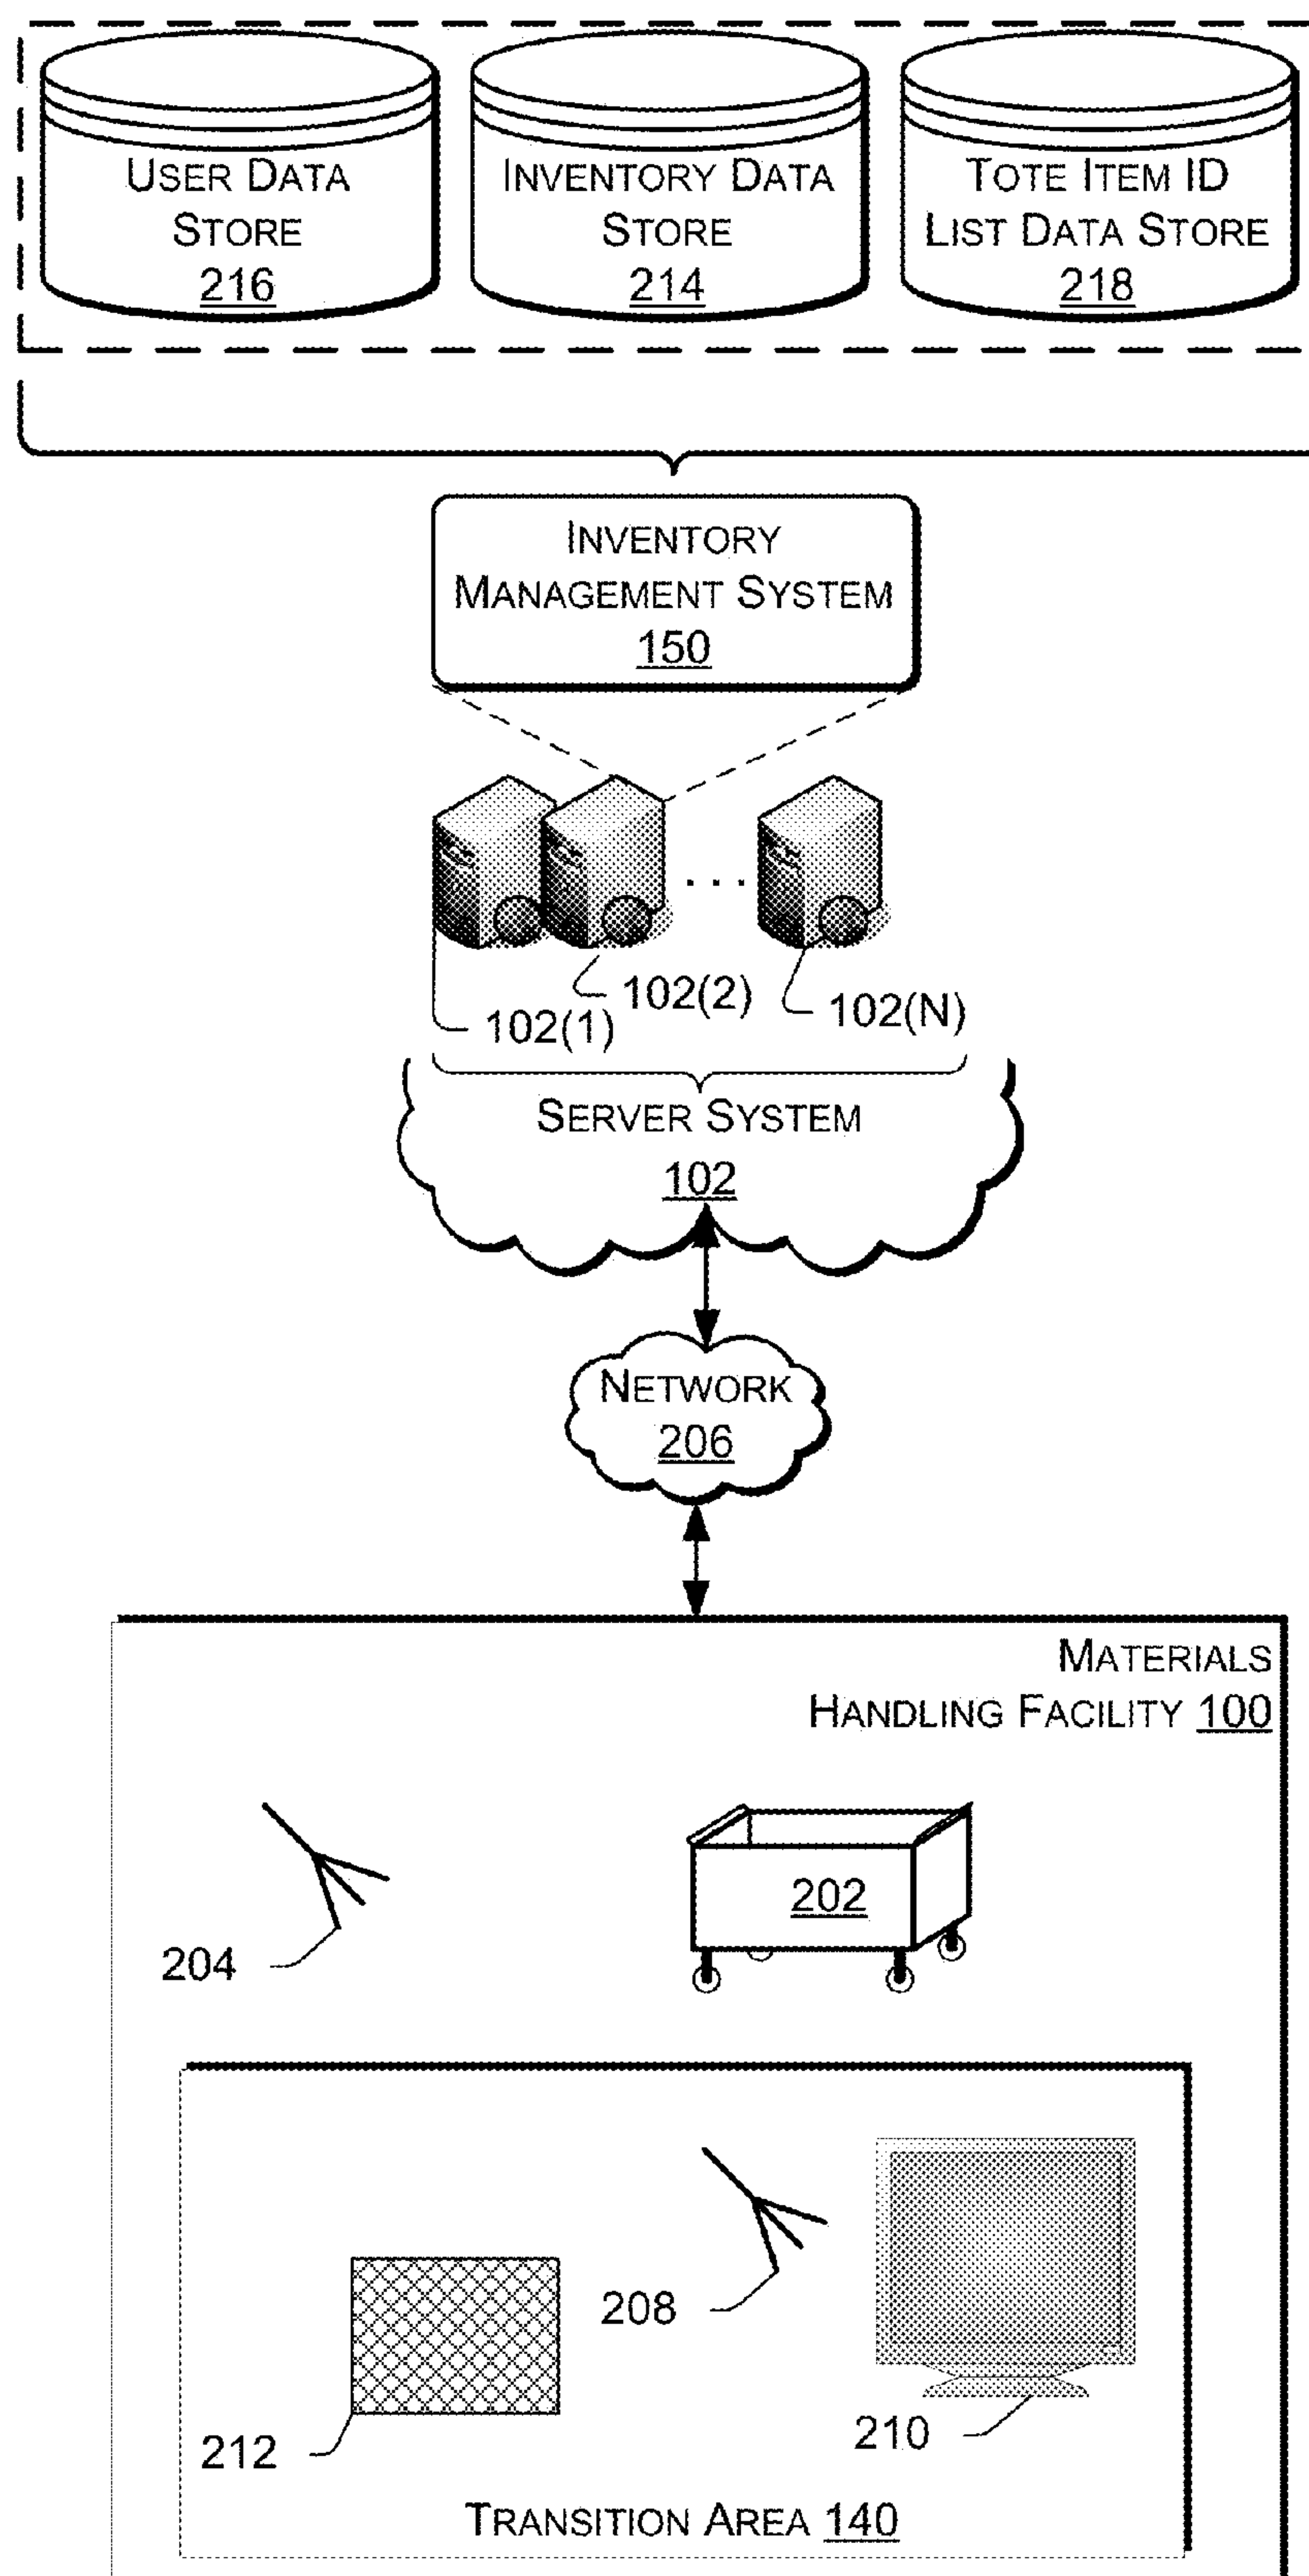 USER DATA
STORE
216
INVENTORY DATA
STORE
214
TOTE ITEM ID
LIST DATA STORE
218
INVENTORY
MANAGEMENT SYSTEM
150
102(1)
102(2)
102(N)
SERVER SYSTEM
102
NETWORK
206
MATERIALS
HANDLING FACILITY 100
204
202
208
212
210
TRANSITION AREA 140